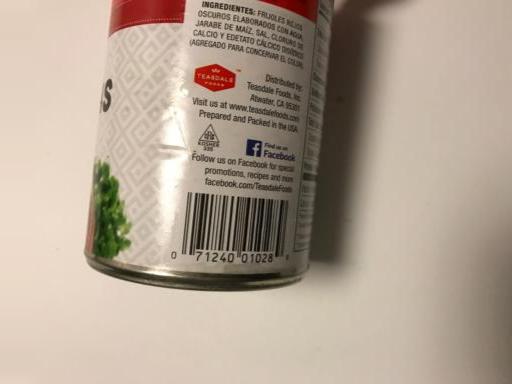 INGREDIENTES: FRIJOLES ROJOS
OSCUROS ELABORADOS CON AGUA,
JARABE DE MAÍZ, SAL, CLORURO DE
CALCIO Y EDETATO CÁLCICO DISÓDICO
(AGREGADO PARA CONSERVAR EL COLOR).
TEASDALE
FOODS
Distributed by:
Teasdale Foods, Inc.
Atwater, CA 95301
Visit us at www.teasdalefoods.com
Prepared and Packed in the USA
S
KOSHER
Find us on
Facebook
Follow us on Facebook for special
promotions, recipes and more
facebook.com/TeasdaleFoods
0 71240 01028 0